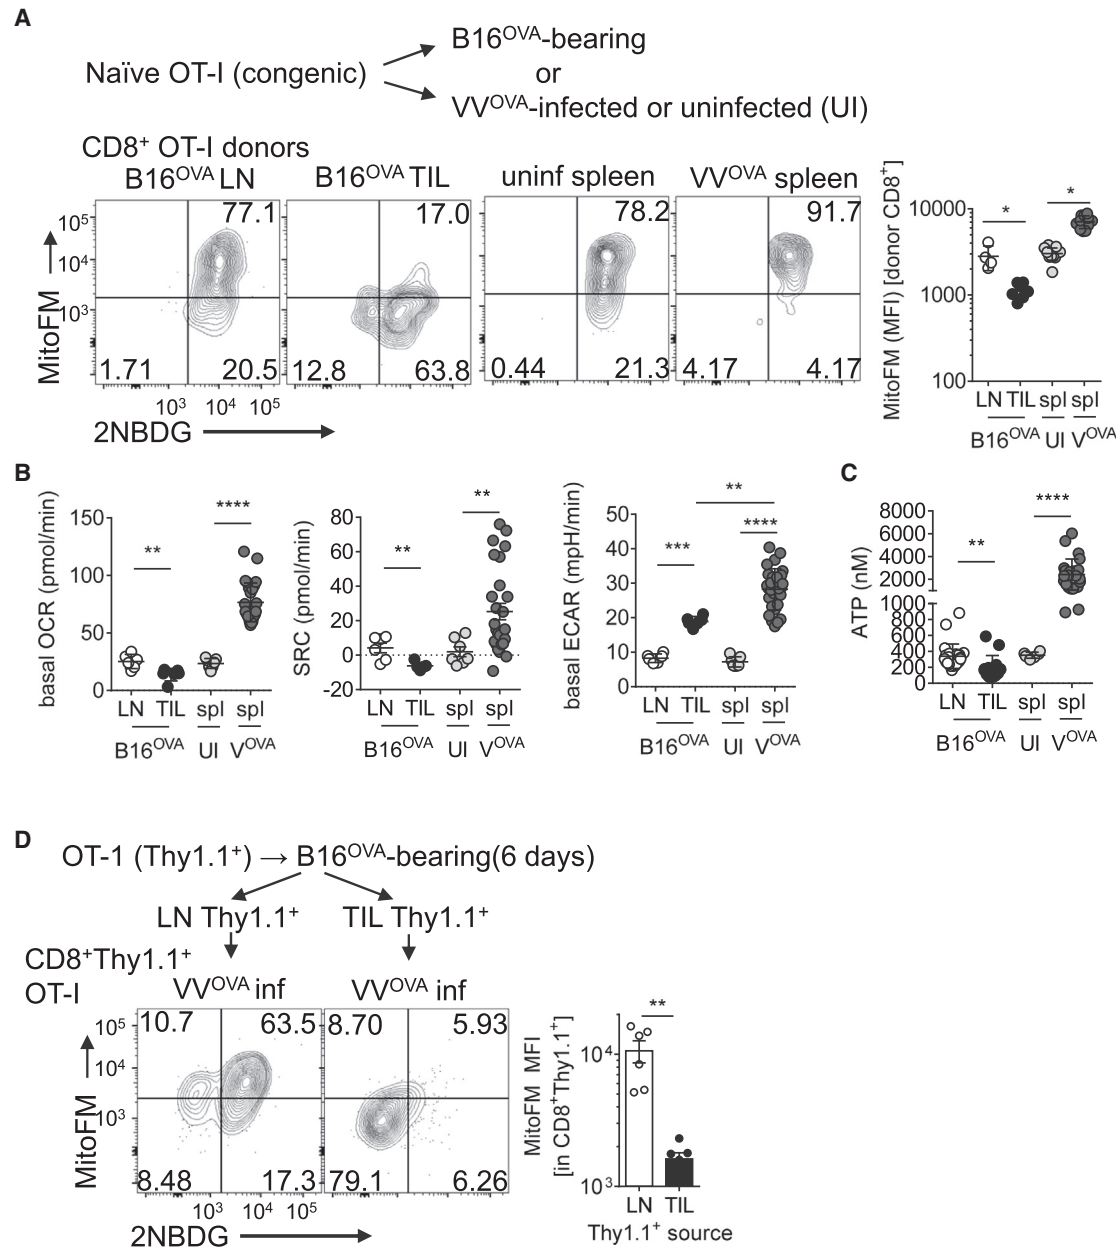 A
Naïve OT-I (congenic)
B16OVA-bearing
or
VVOVA-infected or uninfected (UI)
CD8+ OT-I donors
B16OVA LN
B16OVA TIL
uninf spleen
VVOVA spleen
77.1
17.0
78.2
91.7
1.71
20.5
12.8
63.8
0.44
21.3
4.17
4.17
105
104
103
MitoFM
103 104 105
2NBDG
MitoFM (MFI) [donor CD8+]
10000
1000
100
*
*
LN TIL spl spl
B16OVA UI VOVA
B
basal OCR (pmol/min)
150
100
50
0
**
****
LN TIL spl spl
B16OVA UI VOVA
SRC (pmol/min)
80
60
40
20
0
-20
**
**
LN TIL spl spl
B16OVA UI VOVA
basal ECAR (mpH/min)
50
40
30
20
10
0
**
***
****
LN TIL spl spl
B16OVA UI VOVA
C
ATP (nM)
8000
6000
4000
2000
1000
800
600
400
200
0
**
****
LN TIL spl spl
B16OVA UI VOVA
D
OT-1 (Thy1.1+) → B16OVA-bearing(6 days)
LN Thy1.1+
TIL Thy1.1+
CD8+Thy1.1+
OT-I
VVOVA inf
VVOVA inf
10.7
63.5
8.70
5.93
8.48
17.3
79.1
6.26
105
104
103
MitoFM
103 104 105
2NBDG
MitoFM MFI
[in CD8+Thy1.1+]
104
103
**
LN TIL
Thy1.1+ source